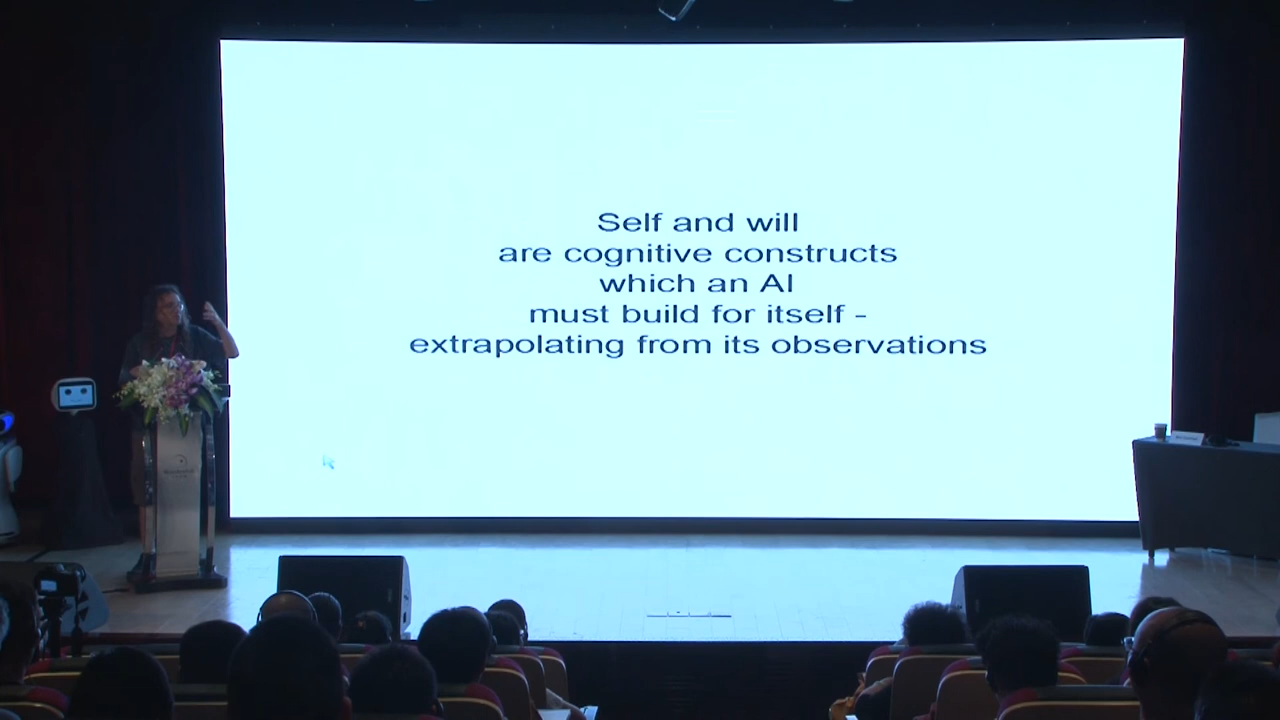 Self and will
are cognitive constructs
which an AI
must build for itself -
extrapolating from its observations